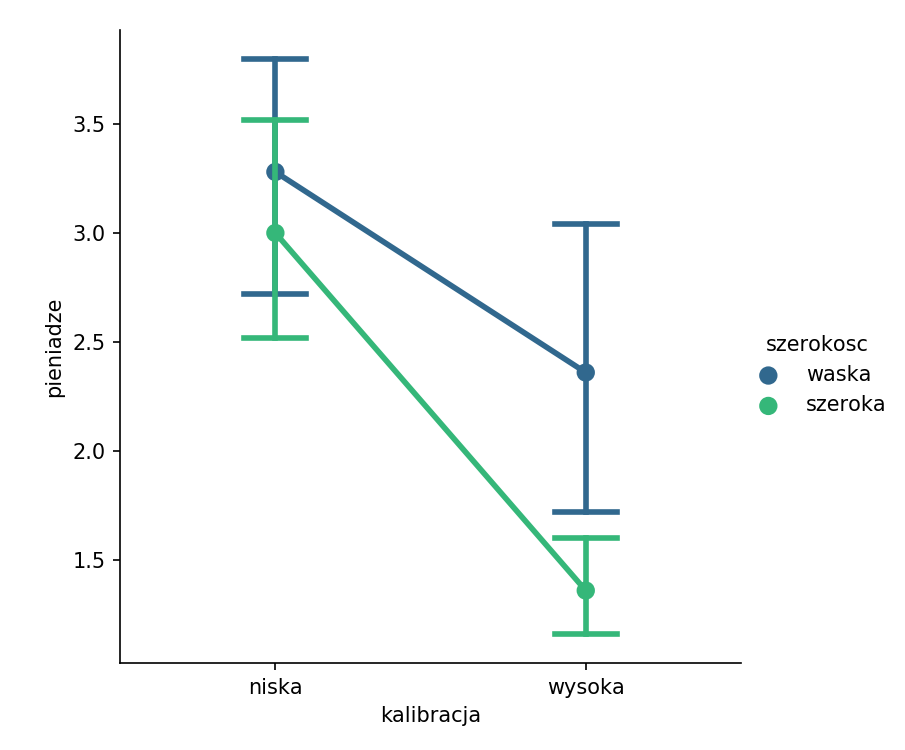 3.5
3.0
2.5
2.0
1.5
pieniadze
niska
wysoka
kalibracja
szerokosc
waska
szeroka